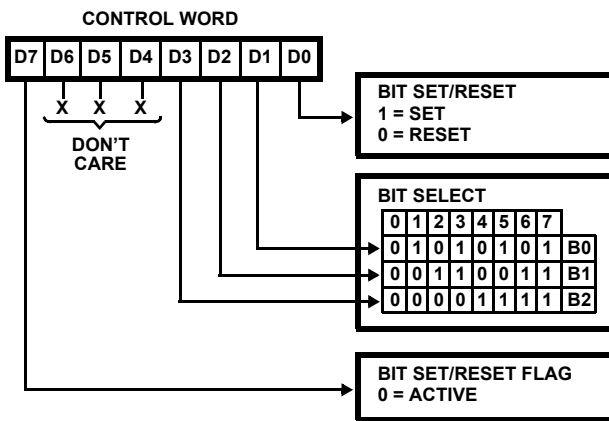 CONTROL WORD
D7 D6 D5 D4 D3 D2 D1 D0
X X X
DON'T
CARE
BIT SET/RESET
1 = SET
0 = RESET
BIT SELECT
0 1 2 3 4 5 6 7
0 1 0 1 0 1 0 1 B0
0 0 1 1 0 0 1 1 B1
0 0 0 0 1 1 1 1 B2
BIT SET/RESET FLAG
0 = ACTIVE